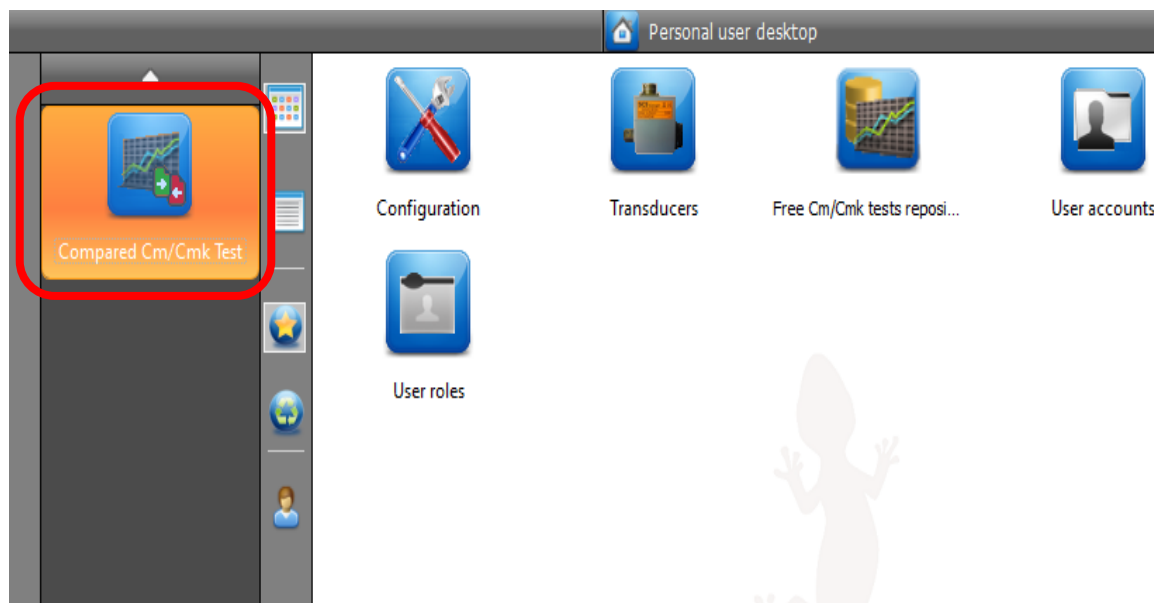 Personal user desktop
Compared Cm/Cmk Test
Configuration
Transducers
Free Cm/Cmk tests reposi...
User accounts
User roles